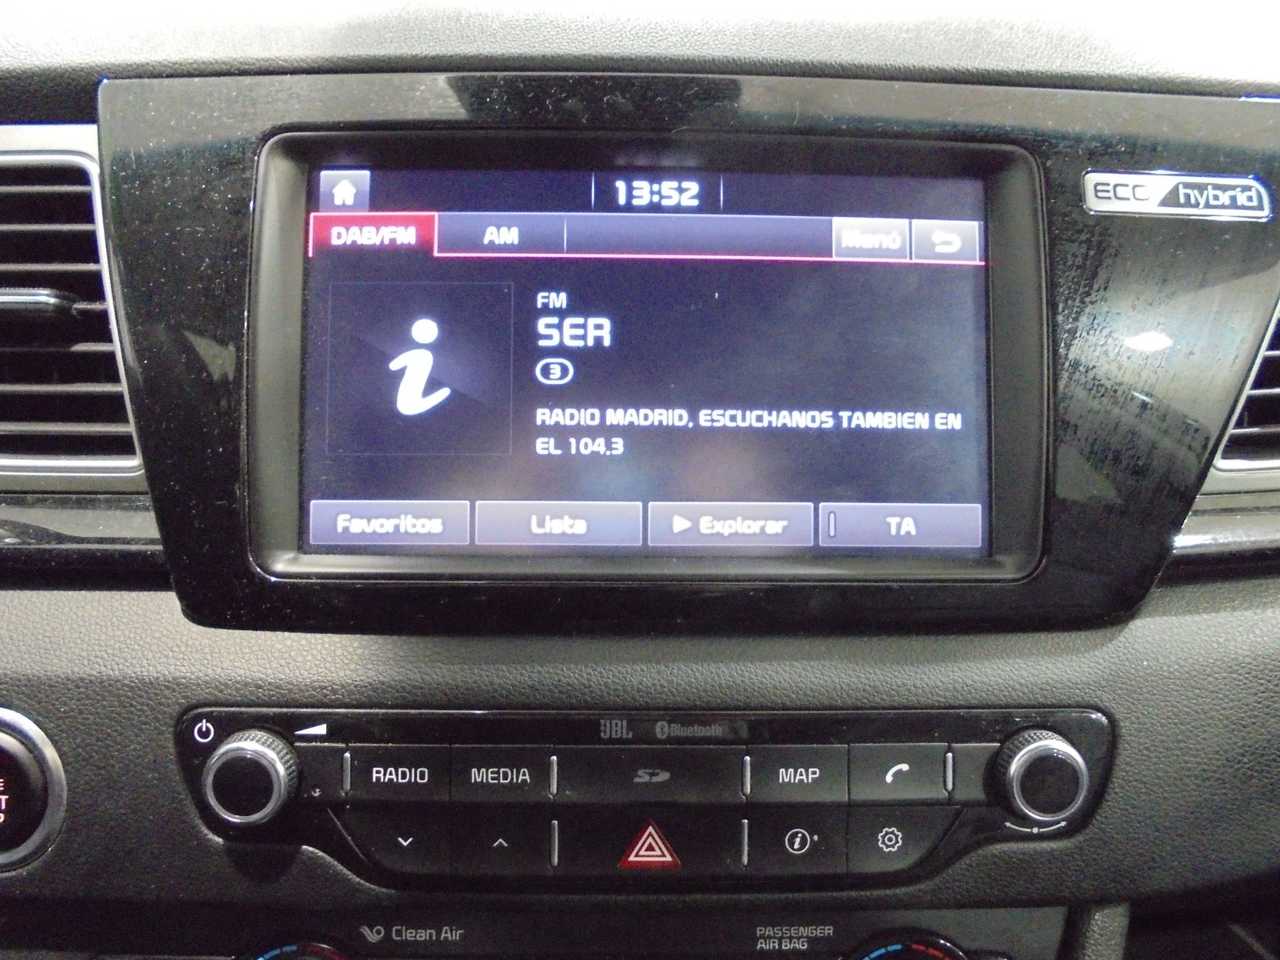 13:52
ECO hybrid
DAB/FM AM Menú
FM
SER
3
RADIO MADRID, ESCUCHANOS TAMBIEN EN
EL 104.3
Favoritos Lista Explorar TA
JBL Bluetooth
RADIO MEDIA SD MAP
Clean Air
PASSENGER
AIR BAG